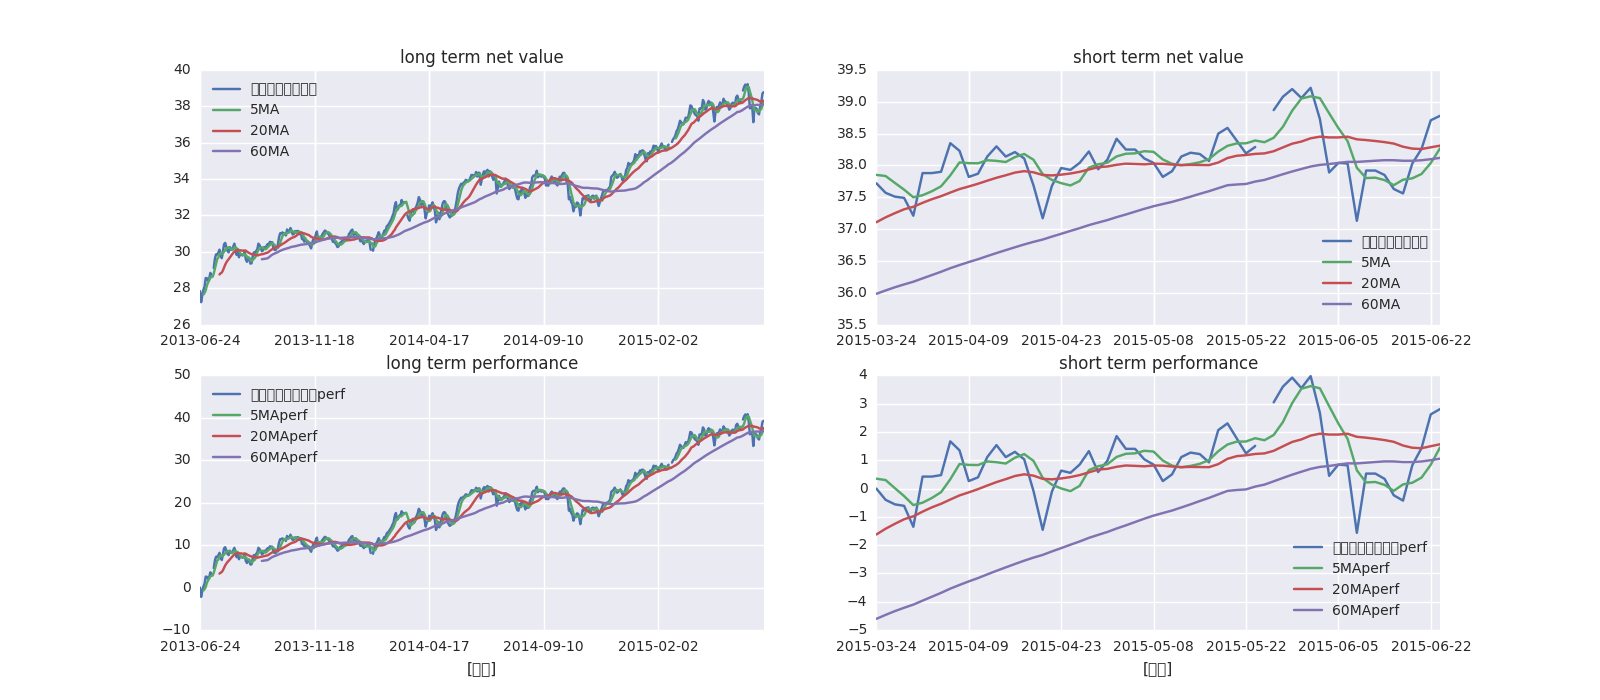 long term net value
40
38
36
34
32
30
28
26
5MA
20MA
60MA
2013-06-24 2013-11-18 2014-04-17 2014-09-10 2015-02-02
short term net value
39.5
39.0
38.5
38.0
37.5
37.0
36.5
36.0
35.5
5MA
20MA
60MA
2015-03-24 2015-04-09 2015-04-23 2015-05-08 2015-05-22 2015-06-05 2015-06-22
long term performance
50
40
30
20
10
0
−10
perf
5MAperf
20MAperf
60MAperf
2013-06-24 2013-11-18 2014-04-17 2014-09-10 2015-02-02
short term performance
4
3
2
1
0
−1
−2
−3
−4
−5
perf
5MAperf
20MAperf
60MAperf
2015-03-24 2015-04-09 2015-04-23 2015-05-08 2015-05-22 2015-06-05 2015-06-22